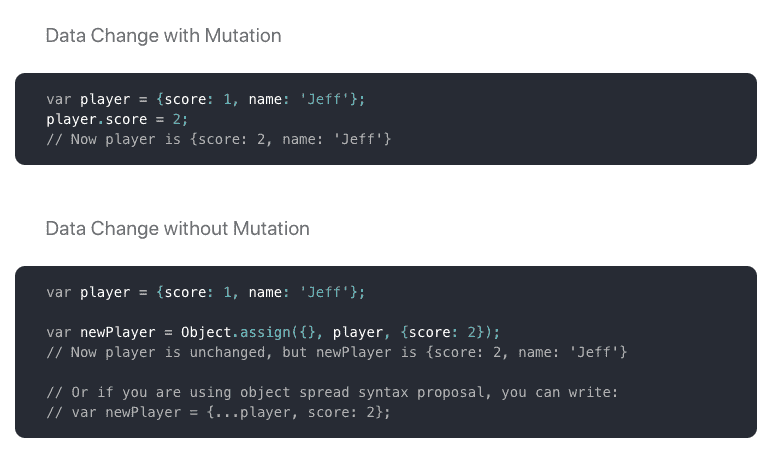 Data Change with Mutation
var player = {score: 1, name: 'Jeff'};
player.score = 2;
// Now player is {score: 2, name: 'Jeff'}
Data Change without Mutation
var player = {score: 1, name: 'Jeff'};
var newPlayer = Object.assign({}, player, {score: 2});
// Now player is unchanged, but newPlayer is {score: 2, name: 'Jeff'}
// Or if you are using object spread syntax proposal, you can write:
// var newPlayer = {...player, score: 2};